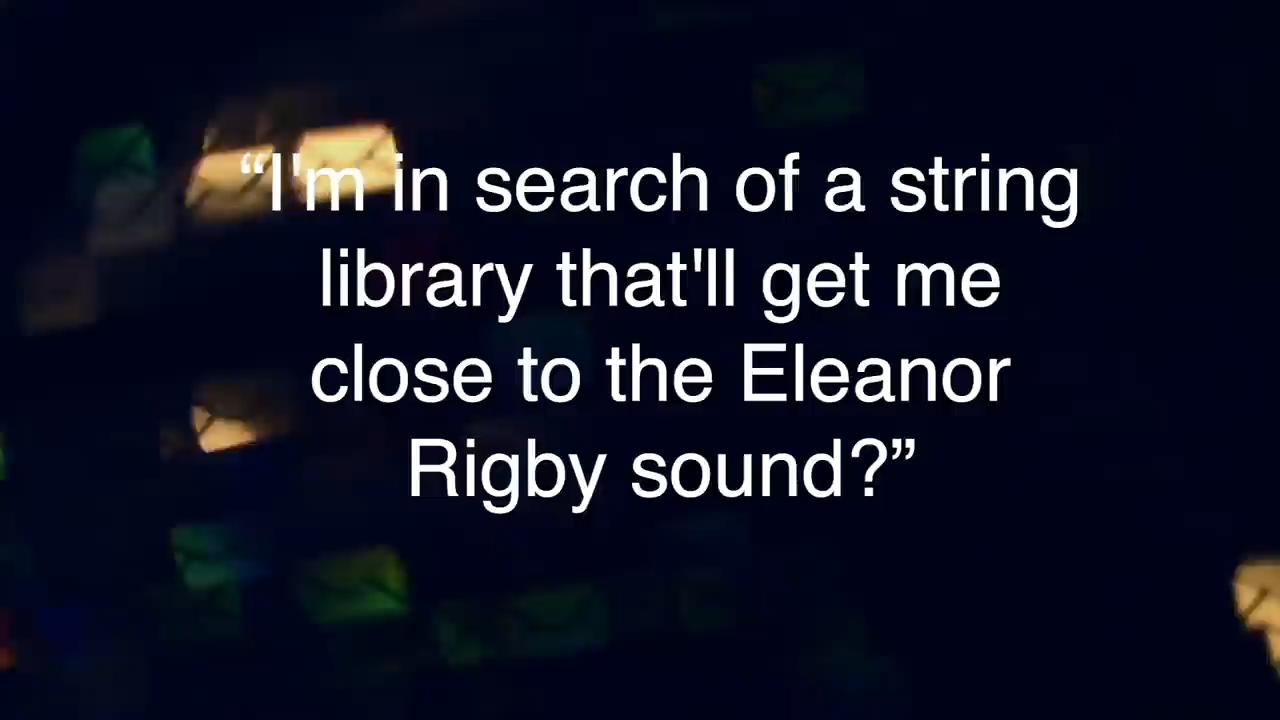 “I'm in search of a string
library that'll get me
close to the Eleanor
Rigby sound?”